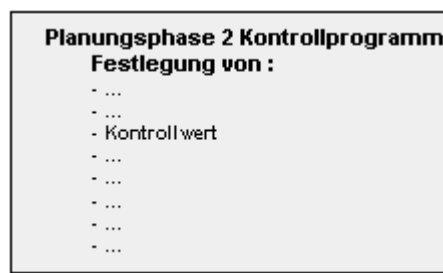 Planungsphase 2 Kontrollprogramm
Festlegung von :
- ...
- ...
- Kontrollwert
- ...
- ...
- ...
- ...
- ...